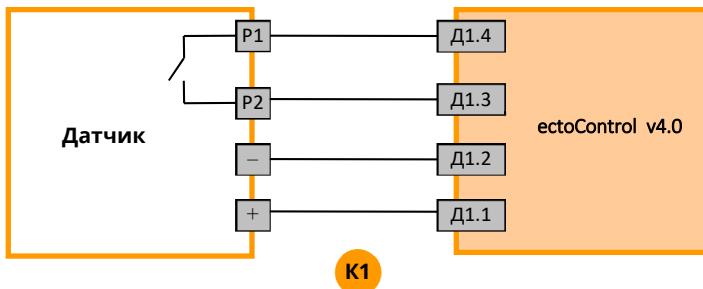 P1
Д1.4
P2
Д1.3
Датчик
ectoControl v4.0
–
Д1.2
+
Д1.1
K1